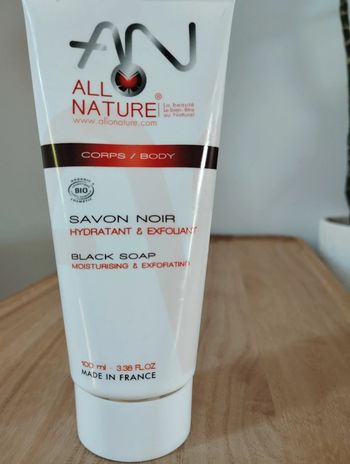 AN
ALL
NATURE®
La beauté
Le bien-être
au Naturel
www.allonature.com
CORPS / BODY
BIO
SAVON NOIR
HYDRATANT & EXFOLIANT
BLACK SOAP
MOISTURISING & EXFOLIATING
100 ml - 3.38 FL.OZ
MADE IN FRANCE